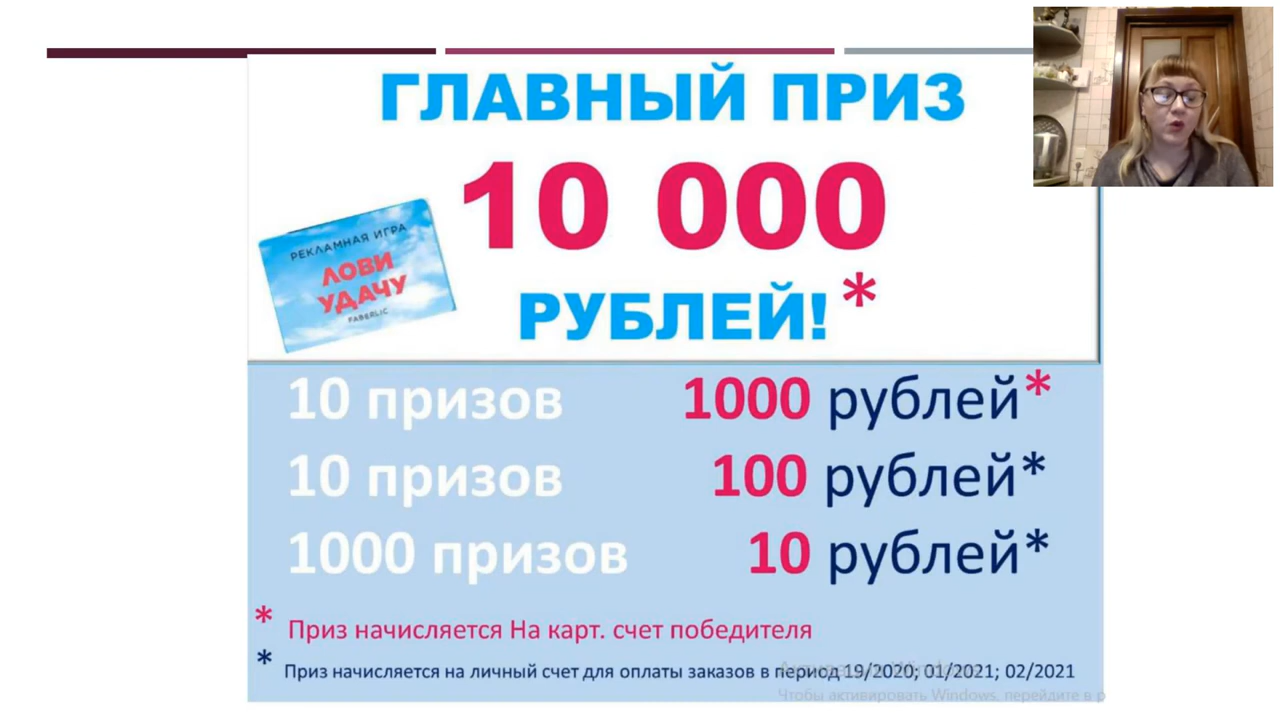 ГЛАВНЫЙ ПРИЗ
10 000
РУБЛЕЙ!*
РЕКЛАМНАЯ ИГРА
ЛОВИ
УДАЧУ
FABERLIC
10 призов 1000 рублей*
10 призов 100 рублей*
1000 призов 10 рублей*
* Приз начисляется На карт. счет победителя
* Приз начисляется на личный счет для оплаты заказов в период 19/2020; 01/2021; 02/2021
Активация Windows
Чтобы активировать Windows, перейдите в р